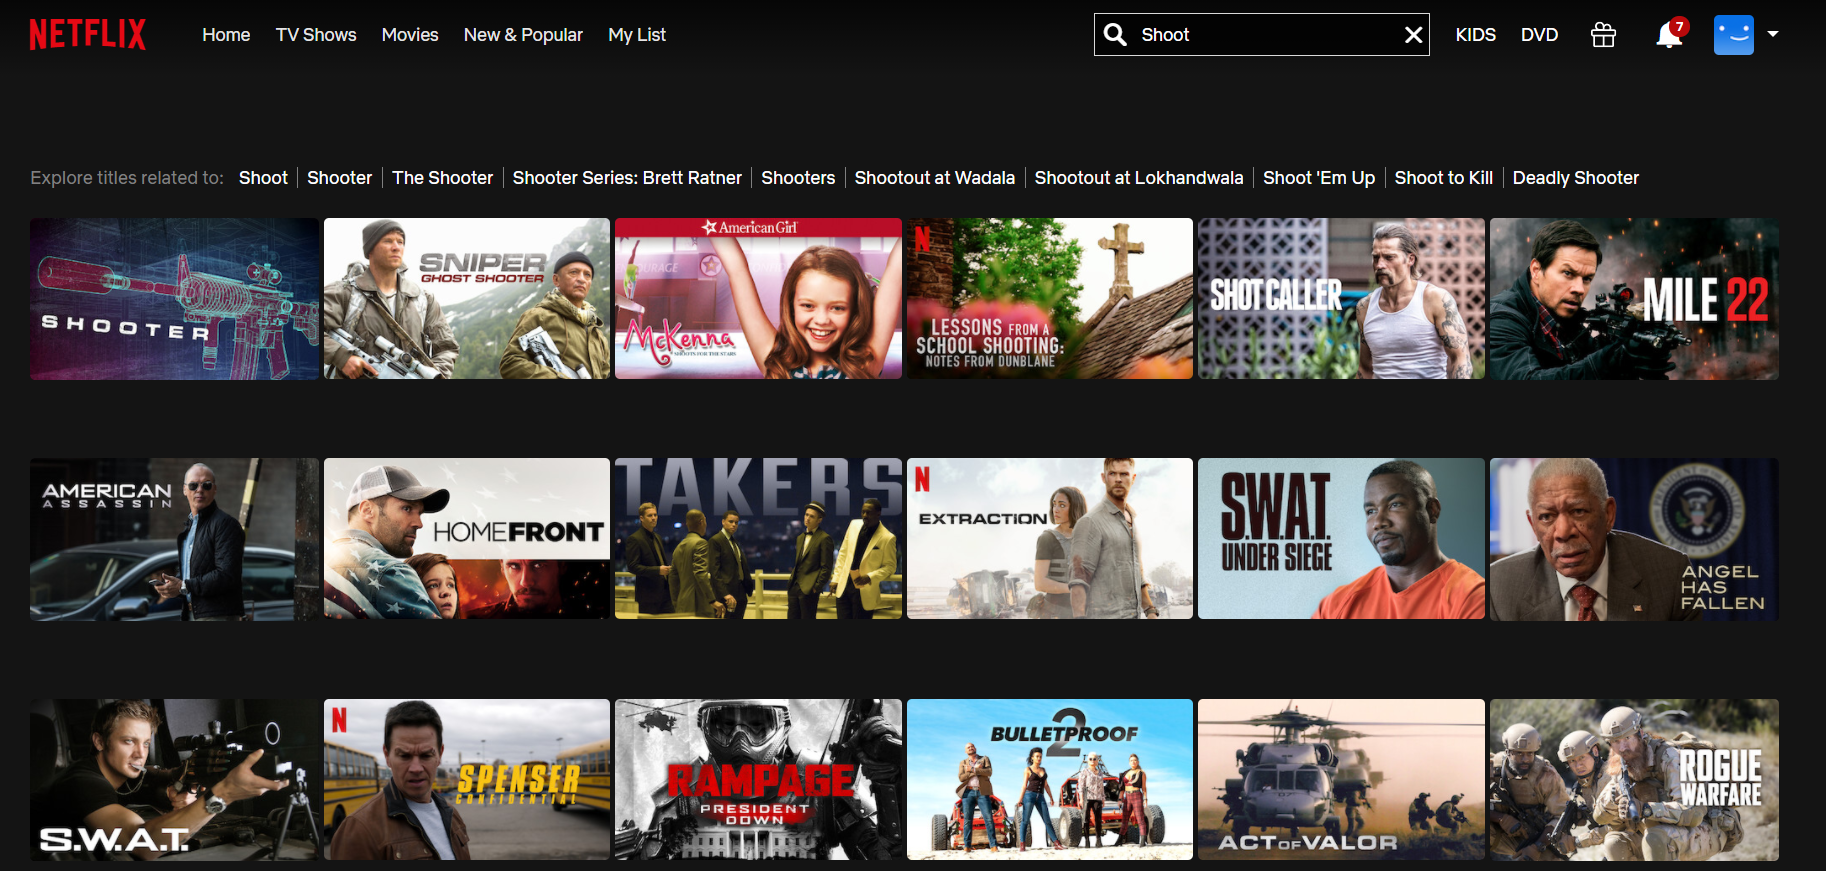 NETFLIX Home TV Shows Movies New & Popular My List Shoot KIDS DVD 7
Explore titles related to: Shoot Shooter The Shooter Shooter Series: Brett Ratner Shooters Shootout at Wadala Shootout at Lokhandwala Shoot 'Em Up Shoot to Kill Deadly Shooter
SHOOTER
SNIPER
GHOST SHOOTER
American Girl
McKenna
SHOOTS FOR THE STARS
N
LESSONS FROM A
SCHOOL SHOOTING:
NOTES FROM DUNBLANE
SHOT CALLER
MILE 22
AMERICAN
ASSASSIN
HOMEFRONT
TAKERS
N
EXTRACTION
S.W.A.T.
UNDER SIEGE
ANGEL
HAS
FALLEN
S.W.A.T.
N
SPENSER
CONFIDENTIAL
RAMPAGE
PRESIDENT
DOWN
BULLETPROOF
2
ACT OF VALOR
ROGUE
WARFARE